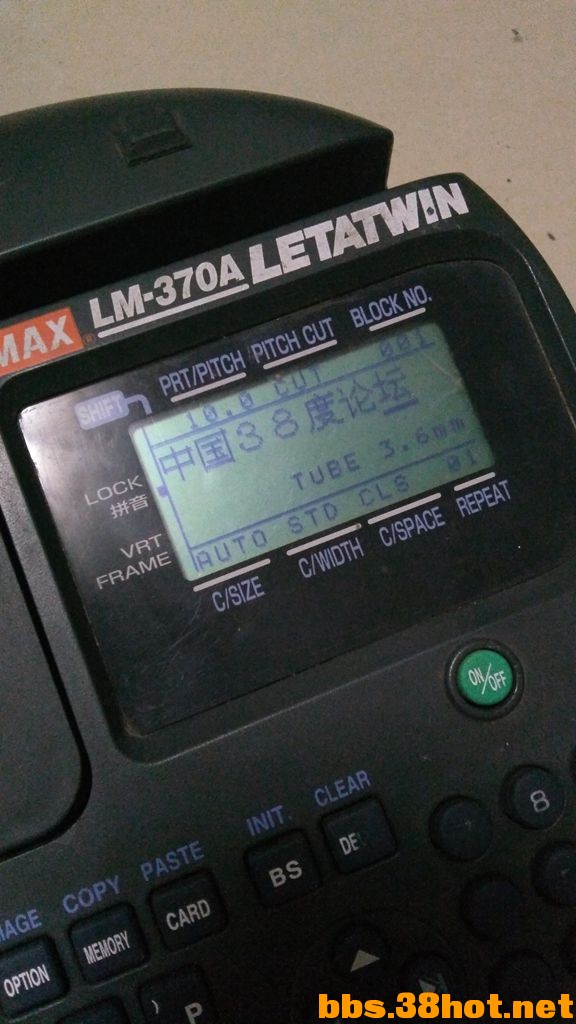 MAX LM-370A LETATWIN
SHIFT PRT/PITCH PITCH CUT BLOCK NO.
10.0 CUT 001
中国38度论坛
LOCK
拼音
TUBE 3.6mm
VRT
FRAME
AUTO STD CLS 01
C/SIZE C/WIDTH C/SPACE REPEAT
ON/OFF
CLEAR
INIT.
PASTE
COPY
8
DE
BS
CARD
MEMORY
OPTION
P
bbs.38hot.net